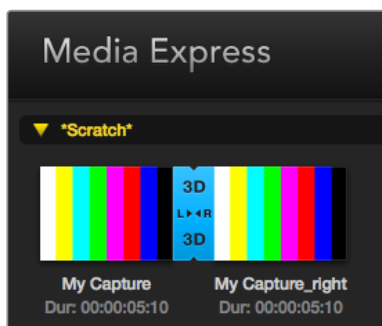 Media Express
*Scratch*
3D
L R
3D
My Capture My Capture_right
Dur: 00:00:05:10 Dur: 00:00:05:10